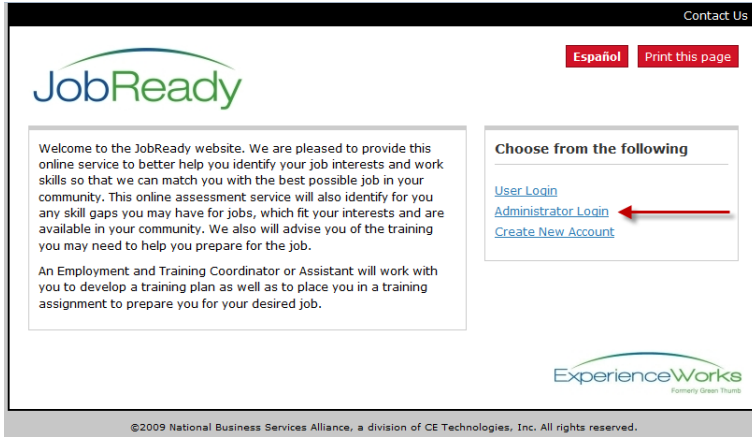 Contact Us
Español
Print this page
JobReady
Welcome to the JobReady website. We are pleased to provide this
online service to better help you identify your job interests and work
skills so that we can match you with the best possible job in your
community. This online assessment service will also identify for you
any skill gaps you may have for jobs, which fit your interests and are
available in your community. We also will advise you of the training
you may need to help you prepare for the job.
An Employment and Training Coordinator or Assistant will work with
you to develop a training plan as well as to place you in a training
assignment to prepare you for your desired job.
Choose from the following
User Login
Administrator Login
Create New Account
ExperienceWorks
Formerly Green Thumb
©2009 National Business Services Alliance, a division of CE Technologies, Inc. All rights reserved.